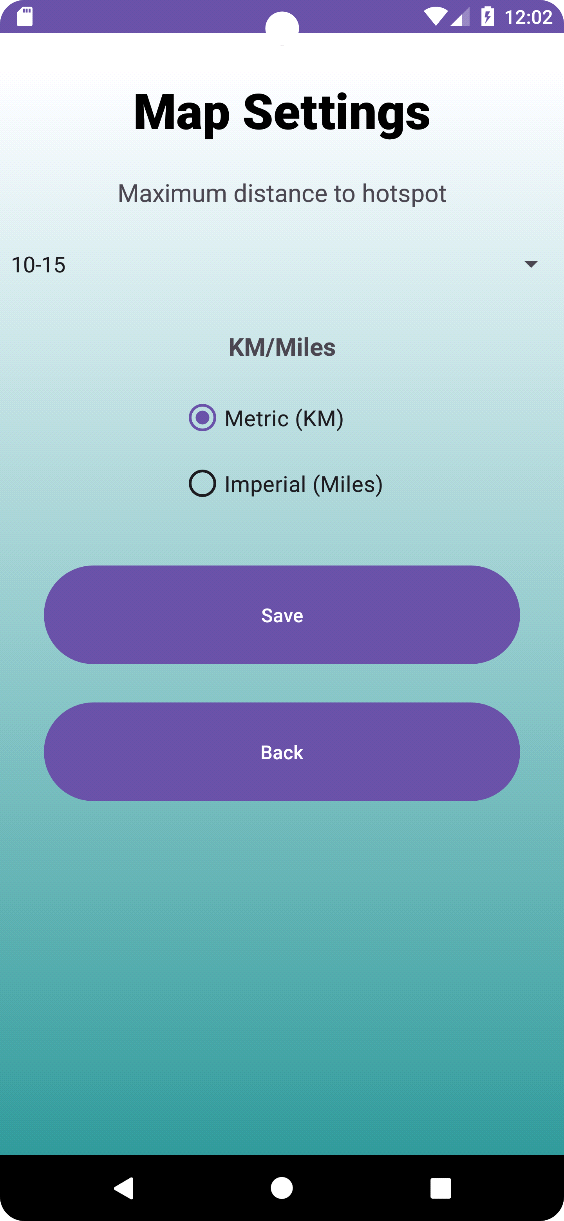 12:02
Map Settings
Maximum distance to hotspot
10-15
KM/Miles
Metric (KM)
Imperial (Miles)
Save
Back